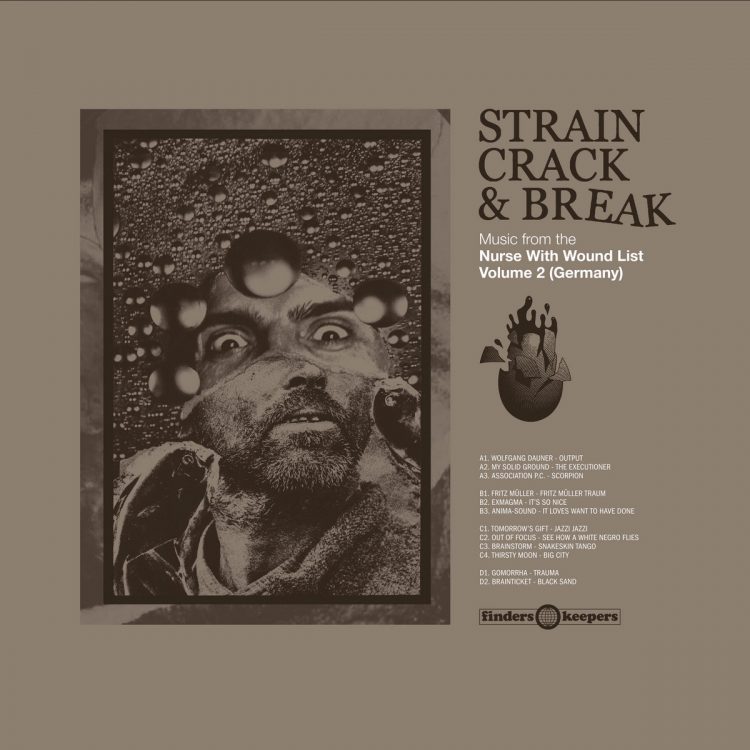 STRAIN
CRACK
& BREAK
Music from the
Nurse With Wound List
Volume 2 (Germany)
A1. WOLFGANG DAUNER - OUTPUT
A2. MY SOLID GROUND - THE EXECUTIONER
A3. ASSOCIATION P.C. - SCORPION
B1. FRITZ MÜLLER - FRITZ MÜLLER TRAUM
B2. EXMAGMA - IT'S SO NICE
B3. ANIMA-SOUND - IT LOVES WANT TO HAVE DONE
C1. TOMORROW'S GIFT - JAZZI JAZZI
C2. OUT OF FOCUS - SEE HOW A WHITE NEGRO FLIES
C3. BRAINSTORM - SNAKESKIN TANGO
C4. THIRSTY MOON - BIG CITY
D1. GOMORRHA - TRAUMA
D2. BRAINTICKET - BLACK SAND
finders keepers